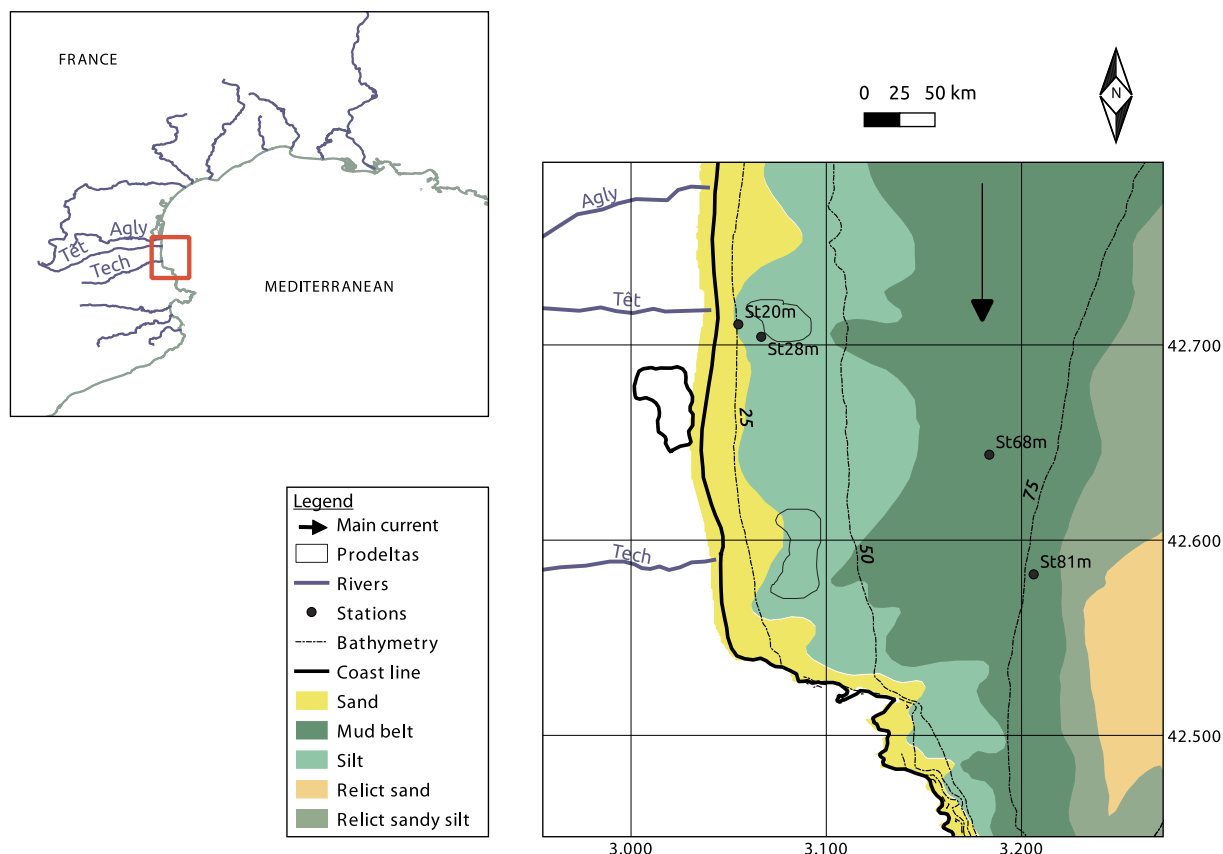 FRANCE
Agly
Têt
Tech
MEDITERRANEAN
0 25 50 km
N
Agly
Têt
Tech
St20m
St28m
St68m
St81m
25
50
75
42.700
42.600
42.500
3.000
3.100
3.200
Legend
Main current
Prodeltas
Rivers
Stations
Bathymetry
Coast line
Sand
Mud belt
Silt
Relict sand
Relict sandy silt